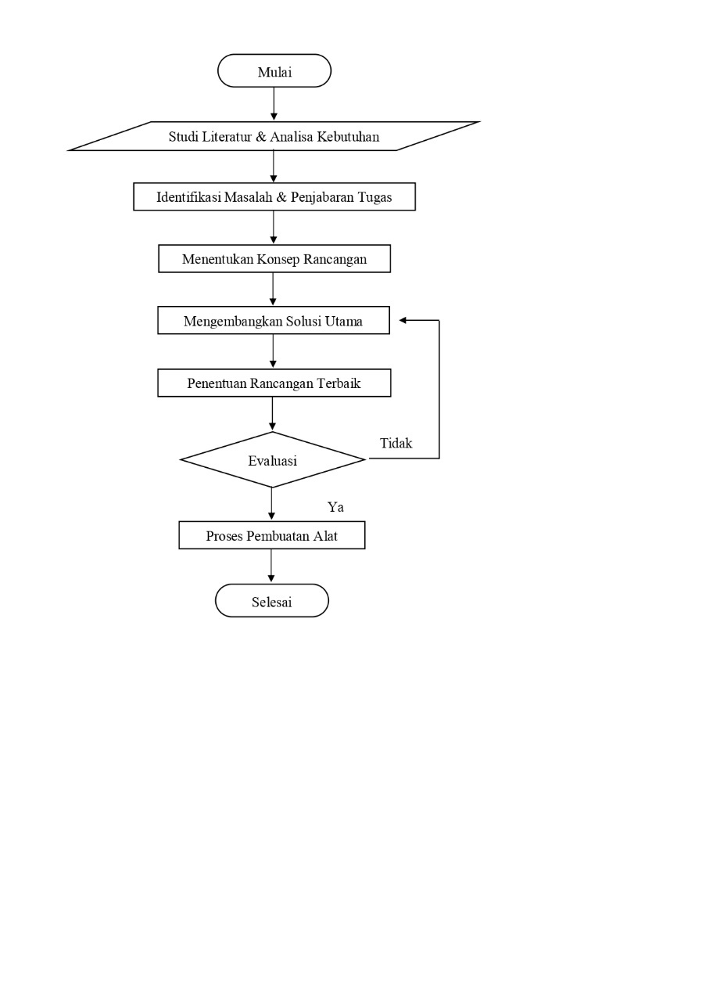 Mulai
Studi Literatur & Analisa Kebutuhan
Identifikasi Masalah & Penjabaran Tugas
Menentukan Konsep Rancangan
Mengembangkan Solusi Utama
Penentuan Rancangan Terbaik
Tidak
Evaluasi
Ya
Proses Pembuatan Alat
Selesai